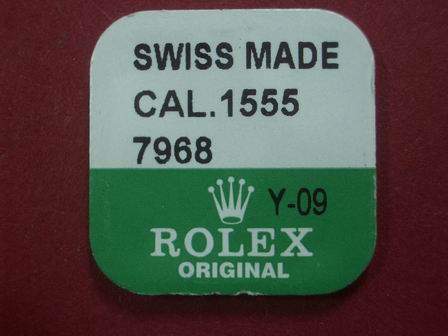 SWISS MADE
CAL.1555
7968
Y-09
ROLEX
ORIGINAL